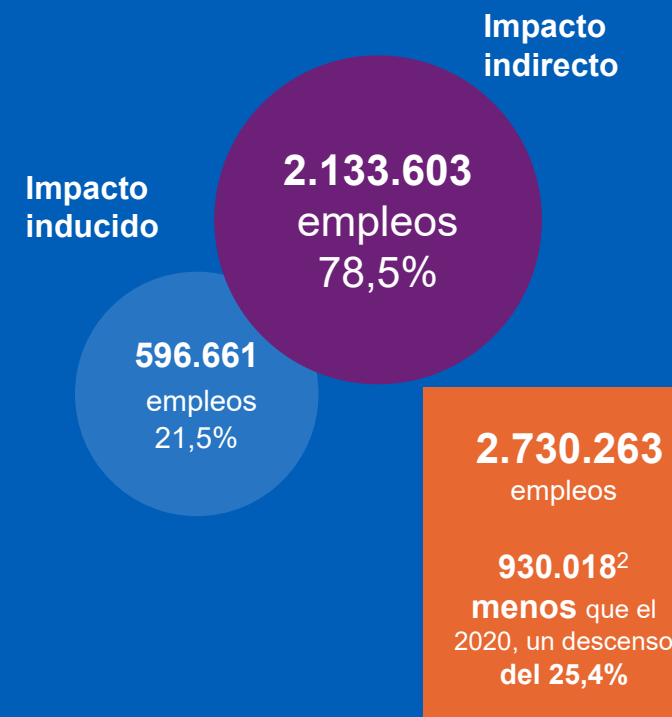 Impacto
indirecto
2.133.603
empleos
78,5%
Impacto
inducido
596.661
empleos
21,5%
2.730.263
empleos
930.018²
menos que el
2020, un descenso
del 25,4%